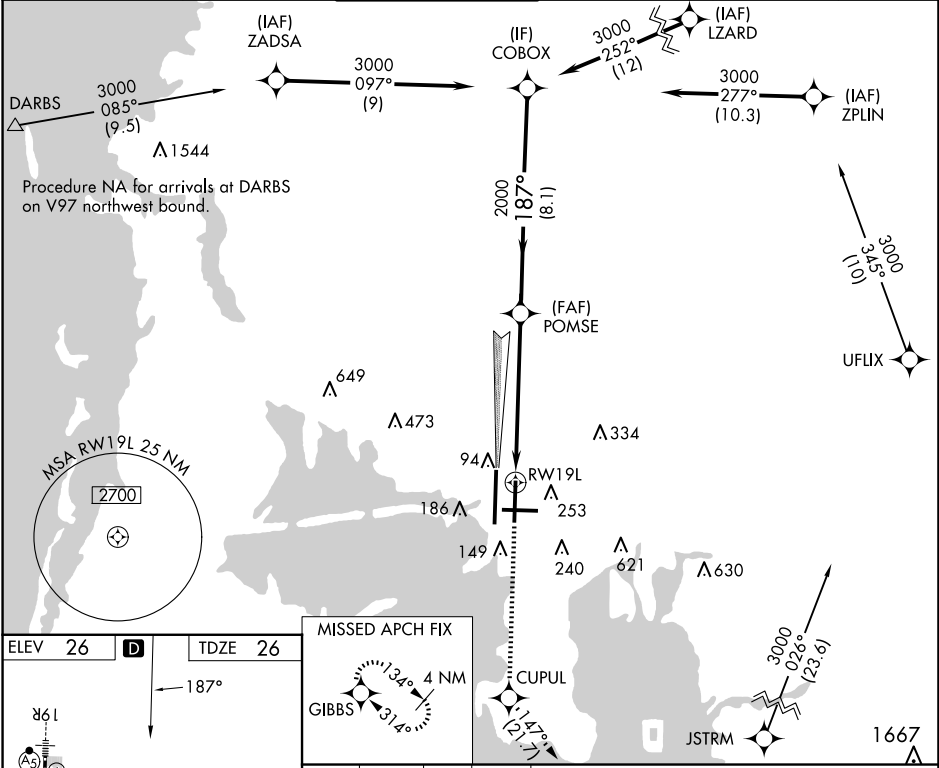 (IAF)
ZADSA
(IF)
COBOX
(IAF)
LZARD
3000
252°
(12)
3000
097°
(9)
3000
277°
(10.3)
(IAF)
ZPLIN
DARBS
3000
085°
(9.5)
1544
Procedure NA for arrivals at DARBS
on V97 northwest bound.
2000
187°
(8.1)
3000
345°
(10)
(FAF)
POMSE
UFLIX
649
473
334
MSA RW19L 25 NM
2700
94
RW19L
186
253
149
240
621
630
ELEV 26
D
TDZE 26
187°
19R
A5
MISSED APCH FIX
134°
4 NM
GIBBS
314°
CUPUL
147°
(21.7)
3000
026°
(23.6)
JSTRM
1667